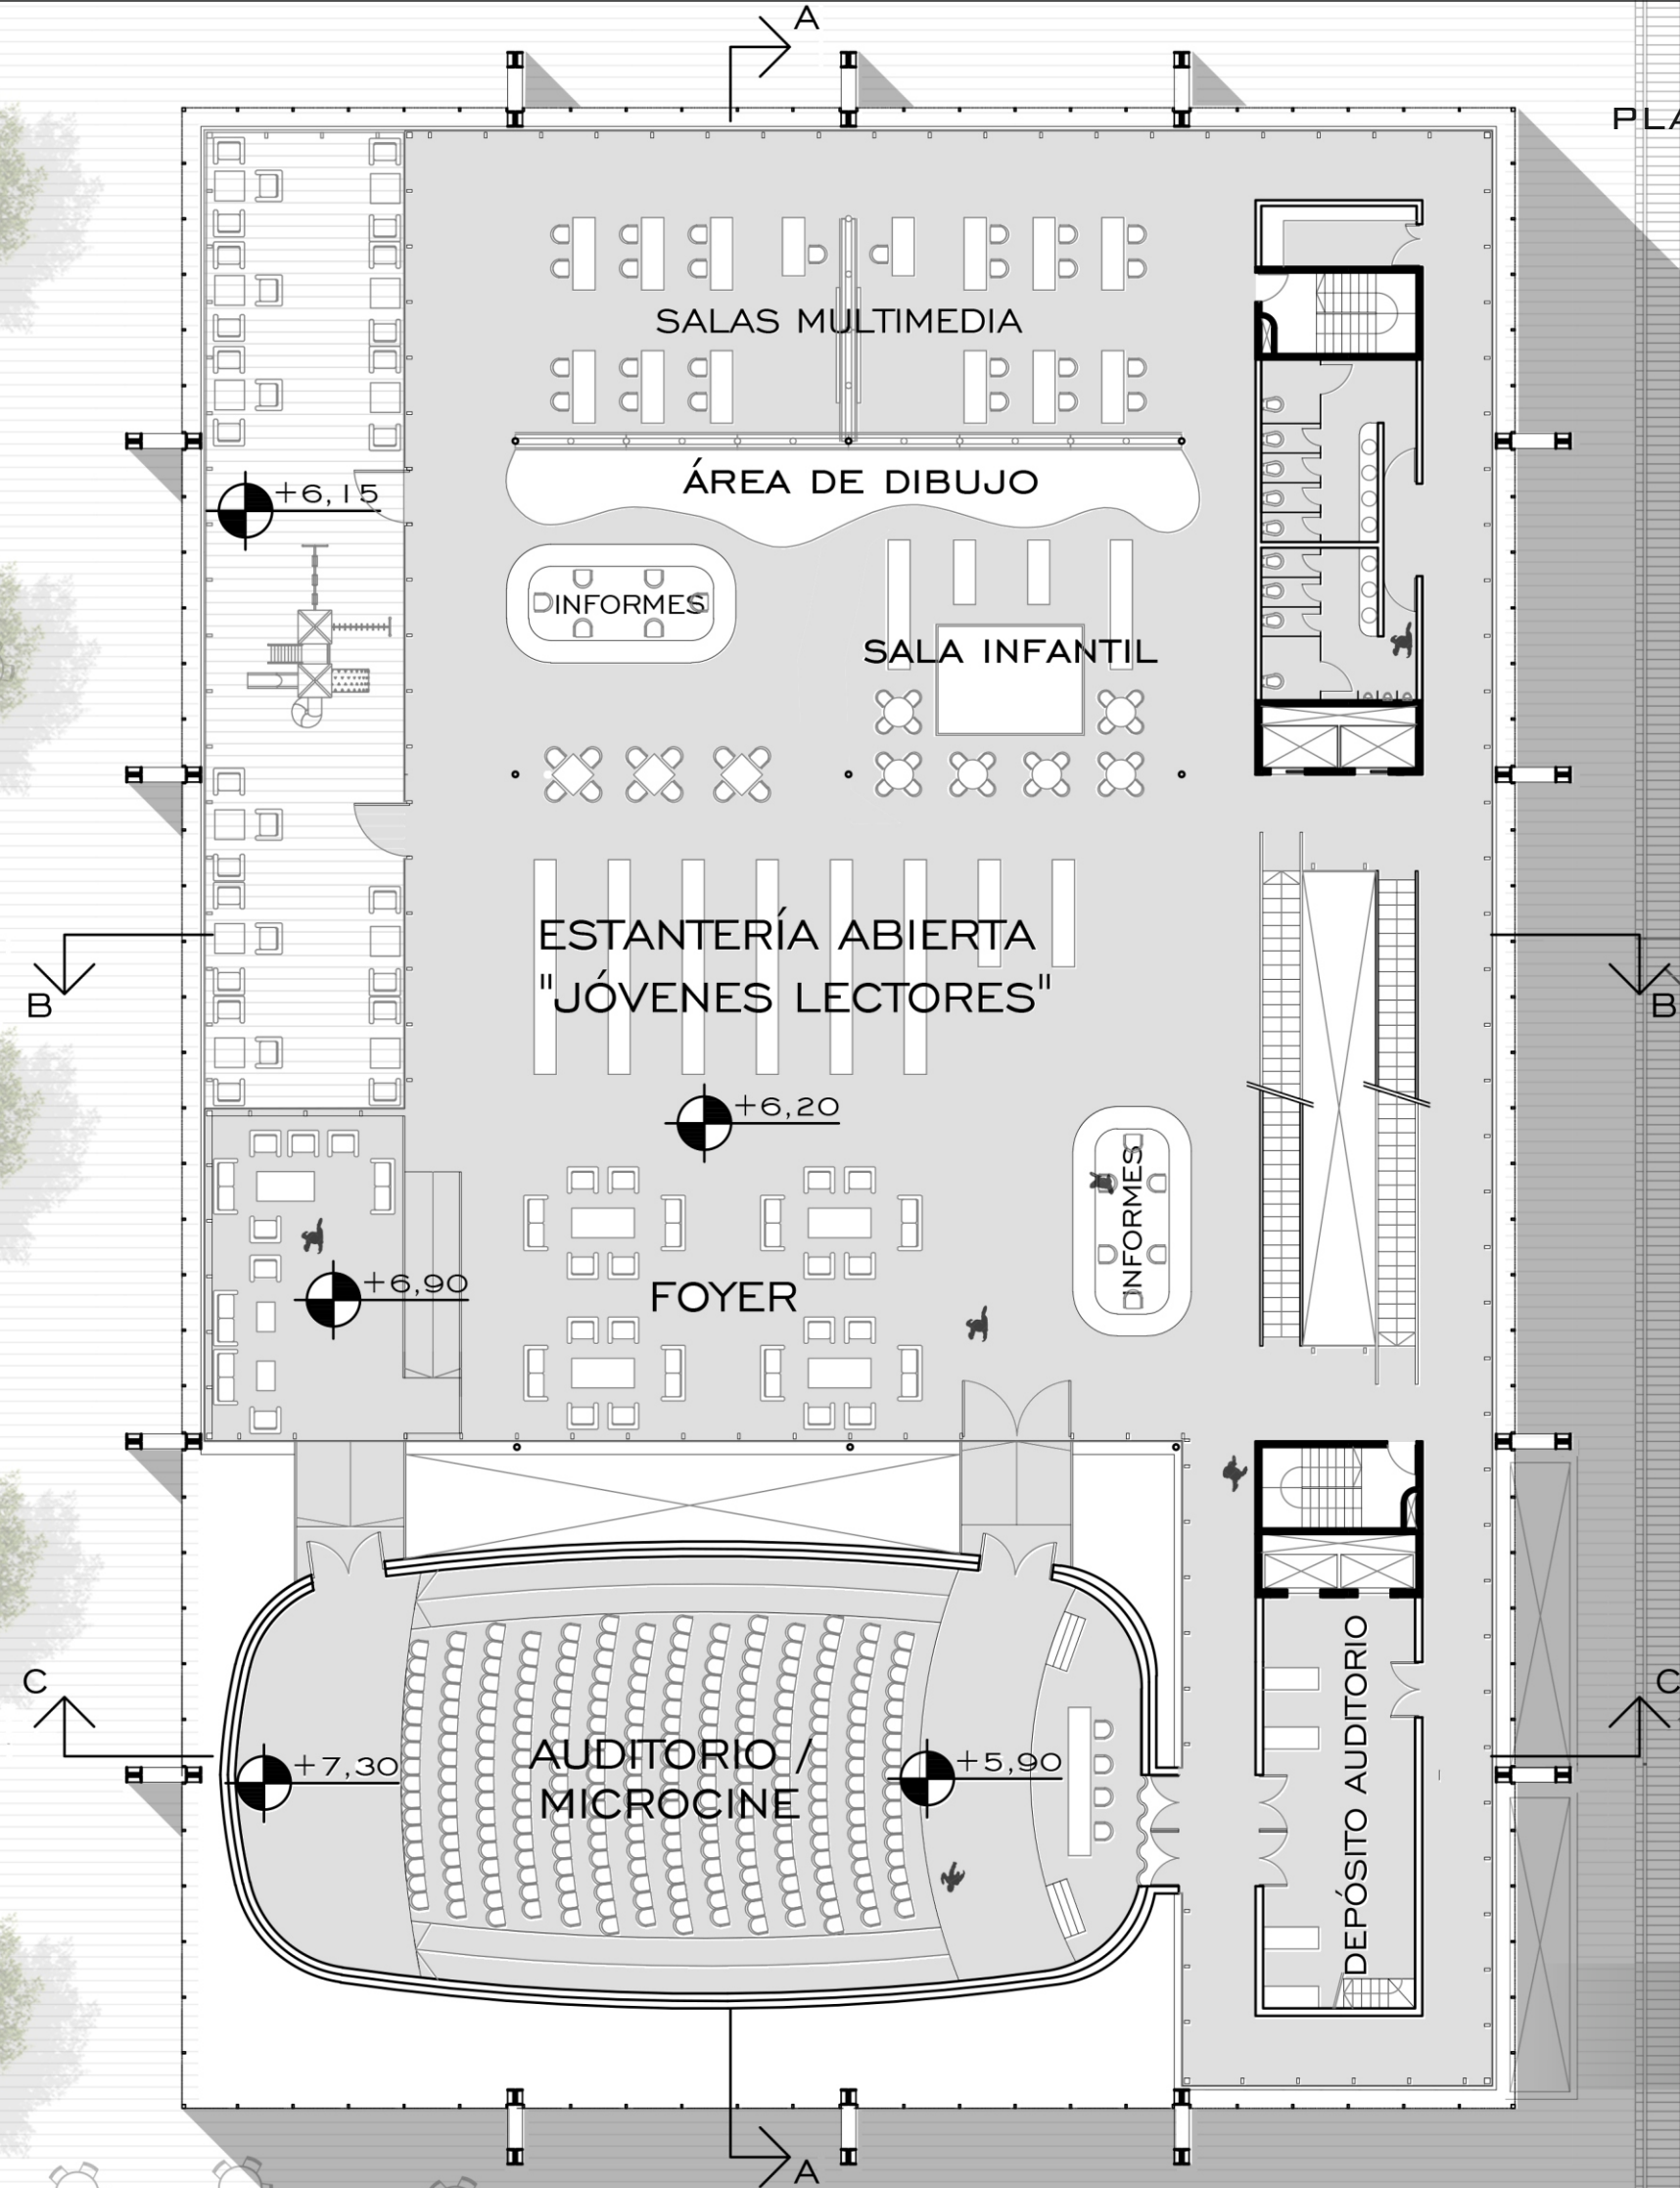 A
PLA
SALAS MULTIMEDIA
ÁREA DE DIBUJO
+6,15
INFORMES
SALA INFANTIL
ESTANTERÍA ABIERTA
"JÓVENES LECTORES"
B
B
+6,20
INFORMES
+6,90
FOYER
C
C
DEPÓSITO AUDITORIO
AUDITORIO /
MICROCINE
+7,30
+5,90
A